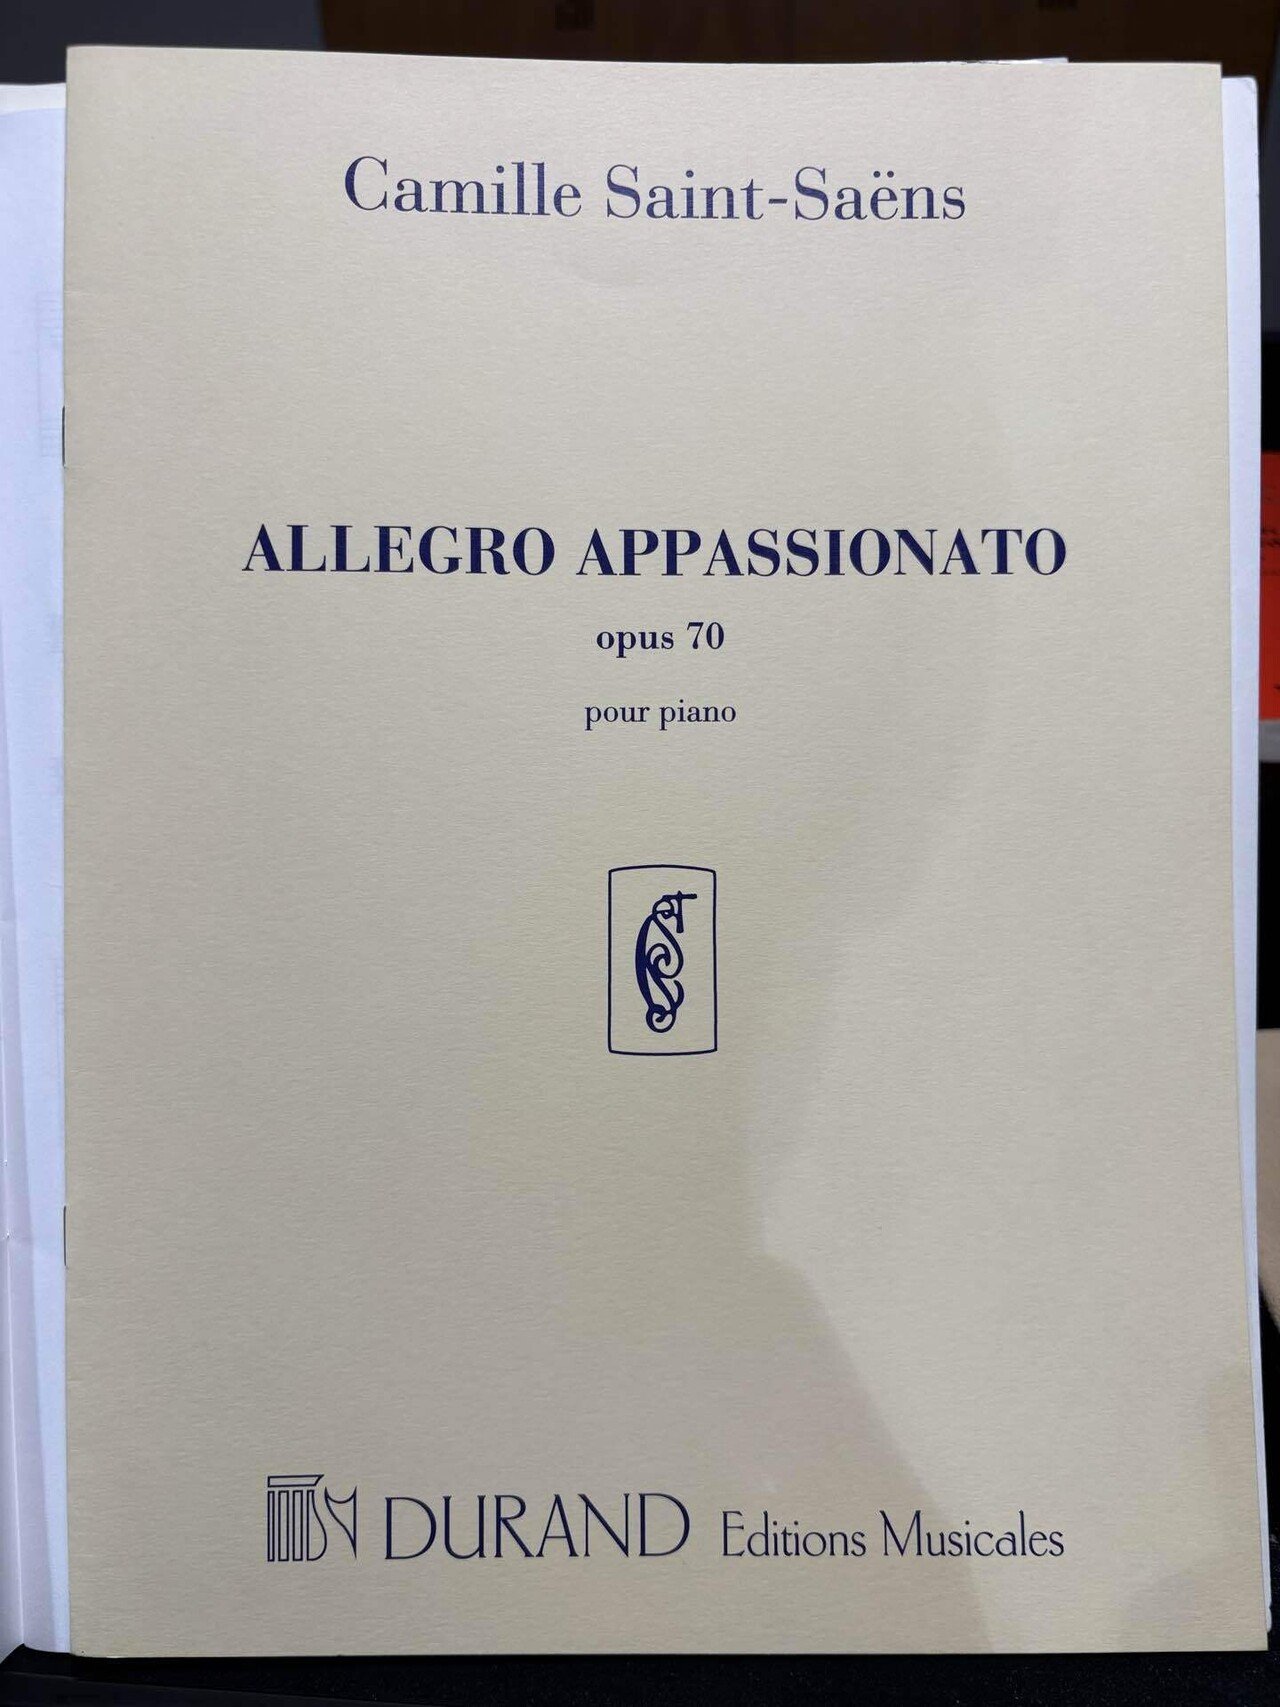 Camille Saint-Saëns
ALLEGRO APPASSIONATO
opus 70
pour piano
DURAND Editions Musicales